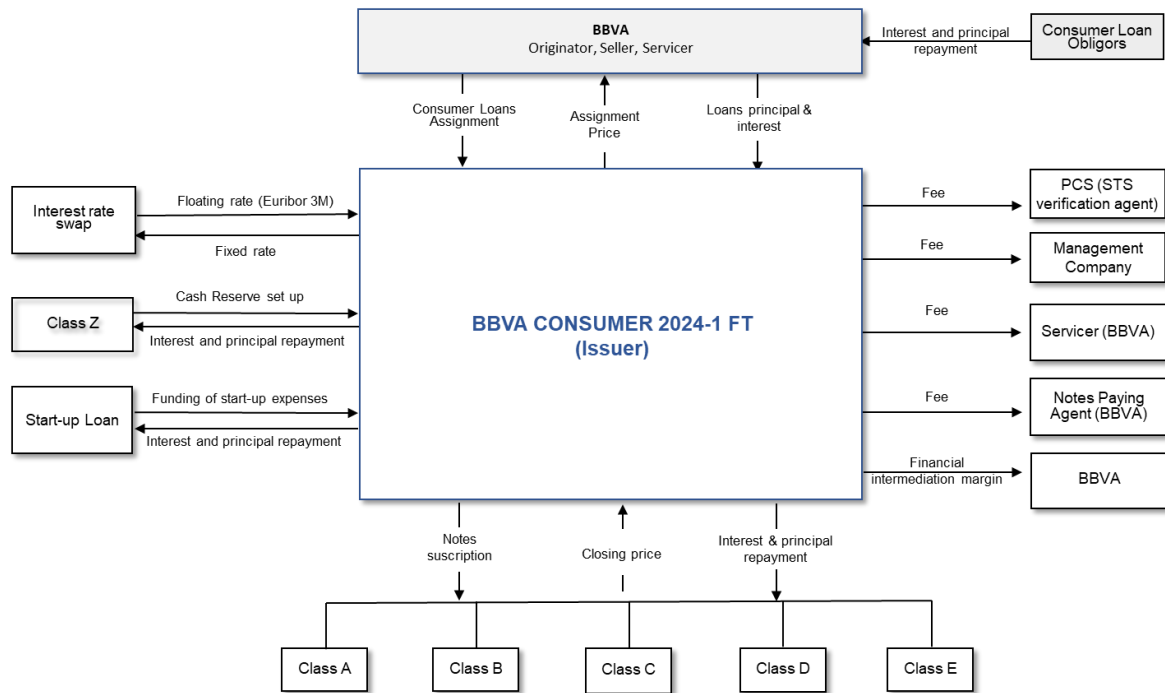 BBVA
Originator, Seller, Servicer
Interest and principal
repayment
Consumer Loan
Obligors
Consumer Loans
Assignment
Assignment
Price
Loans principal &
interest
Interest rate
swap
Floating rate (Euribor 3M)
Fixed rate
Class Z
Cash Reserve set up
Interest and principal repayment
Start-up Loan
Funding of start-up expenses
Interest and principal repayment
BBVA CONSUMER 2024-1 FT
(Issuer)
Fee
PCS (STS
verification agent)
Fee
Management
Company
Fee
Servicer (BBVA)
Fee
Notes Paying
Agent (BBVA)
Financial
intermediation margin
BBVA
Notes
suscription
Closing price
Interest & principal
repayment
Class A
Class B
Class C
Class D
Class E